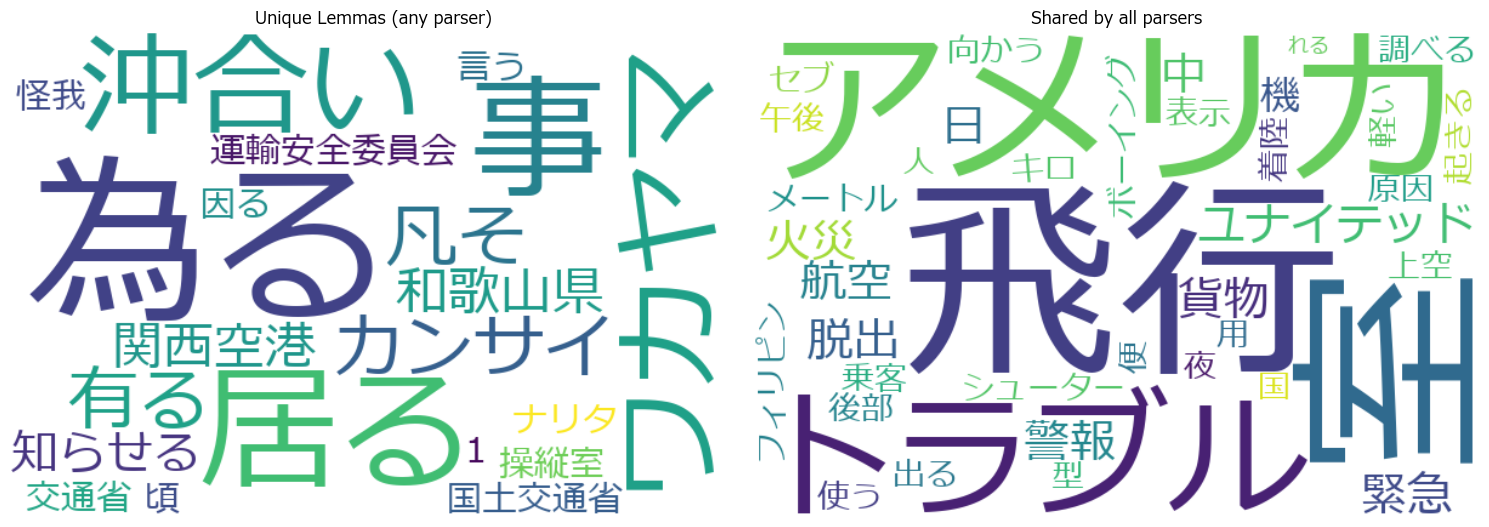 Unique Lemmas (any parser)
沖合い
言う
怪我
事
運輸安全委員会
ワカヤマ
為る
因る
凡そ
和歌山県
関西空港
カンサイ
有る
居る
ナリタ
知らせる
1
操縦室
交通省
頃
国土交通省
Shared by all parsers
アメリカ
向かう
れる
調べる
セブ
ボーイング
中
午後
日
表示
機
軽い
起きる
人
キロ
着陸
メートル
飛行
原因
火災
ユナイテッド
航空
貨物
上空
空
フィリピン
脱出
用
便
夜
乗客
シューター
国
後部
トラブル
警報
出る
型
使う
緊急